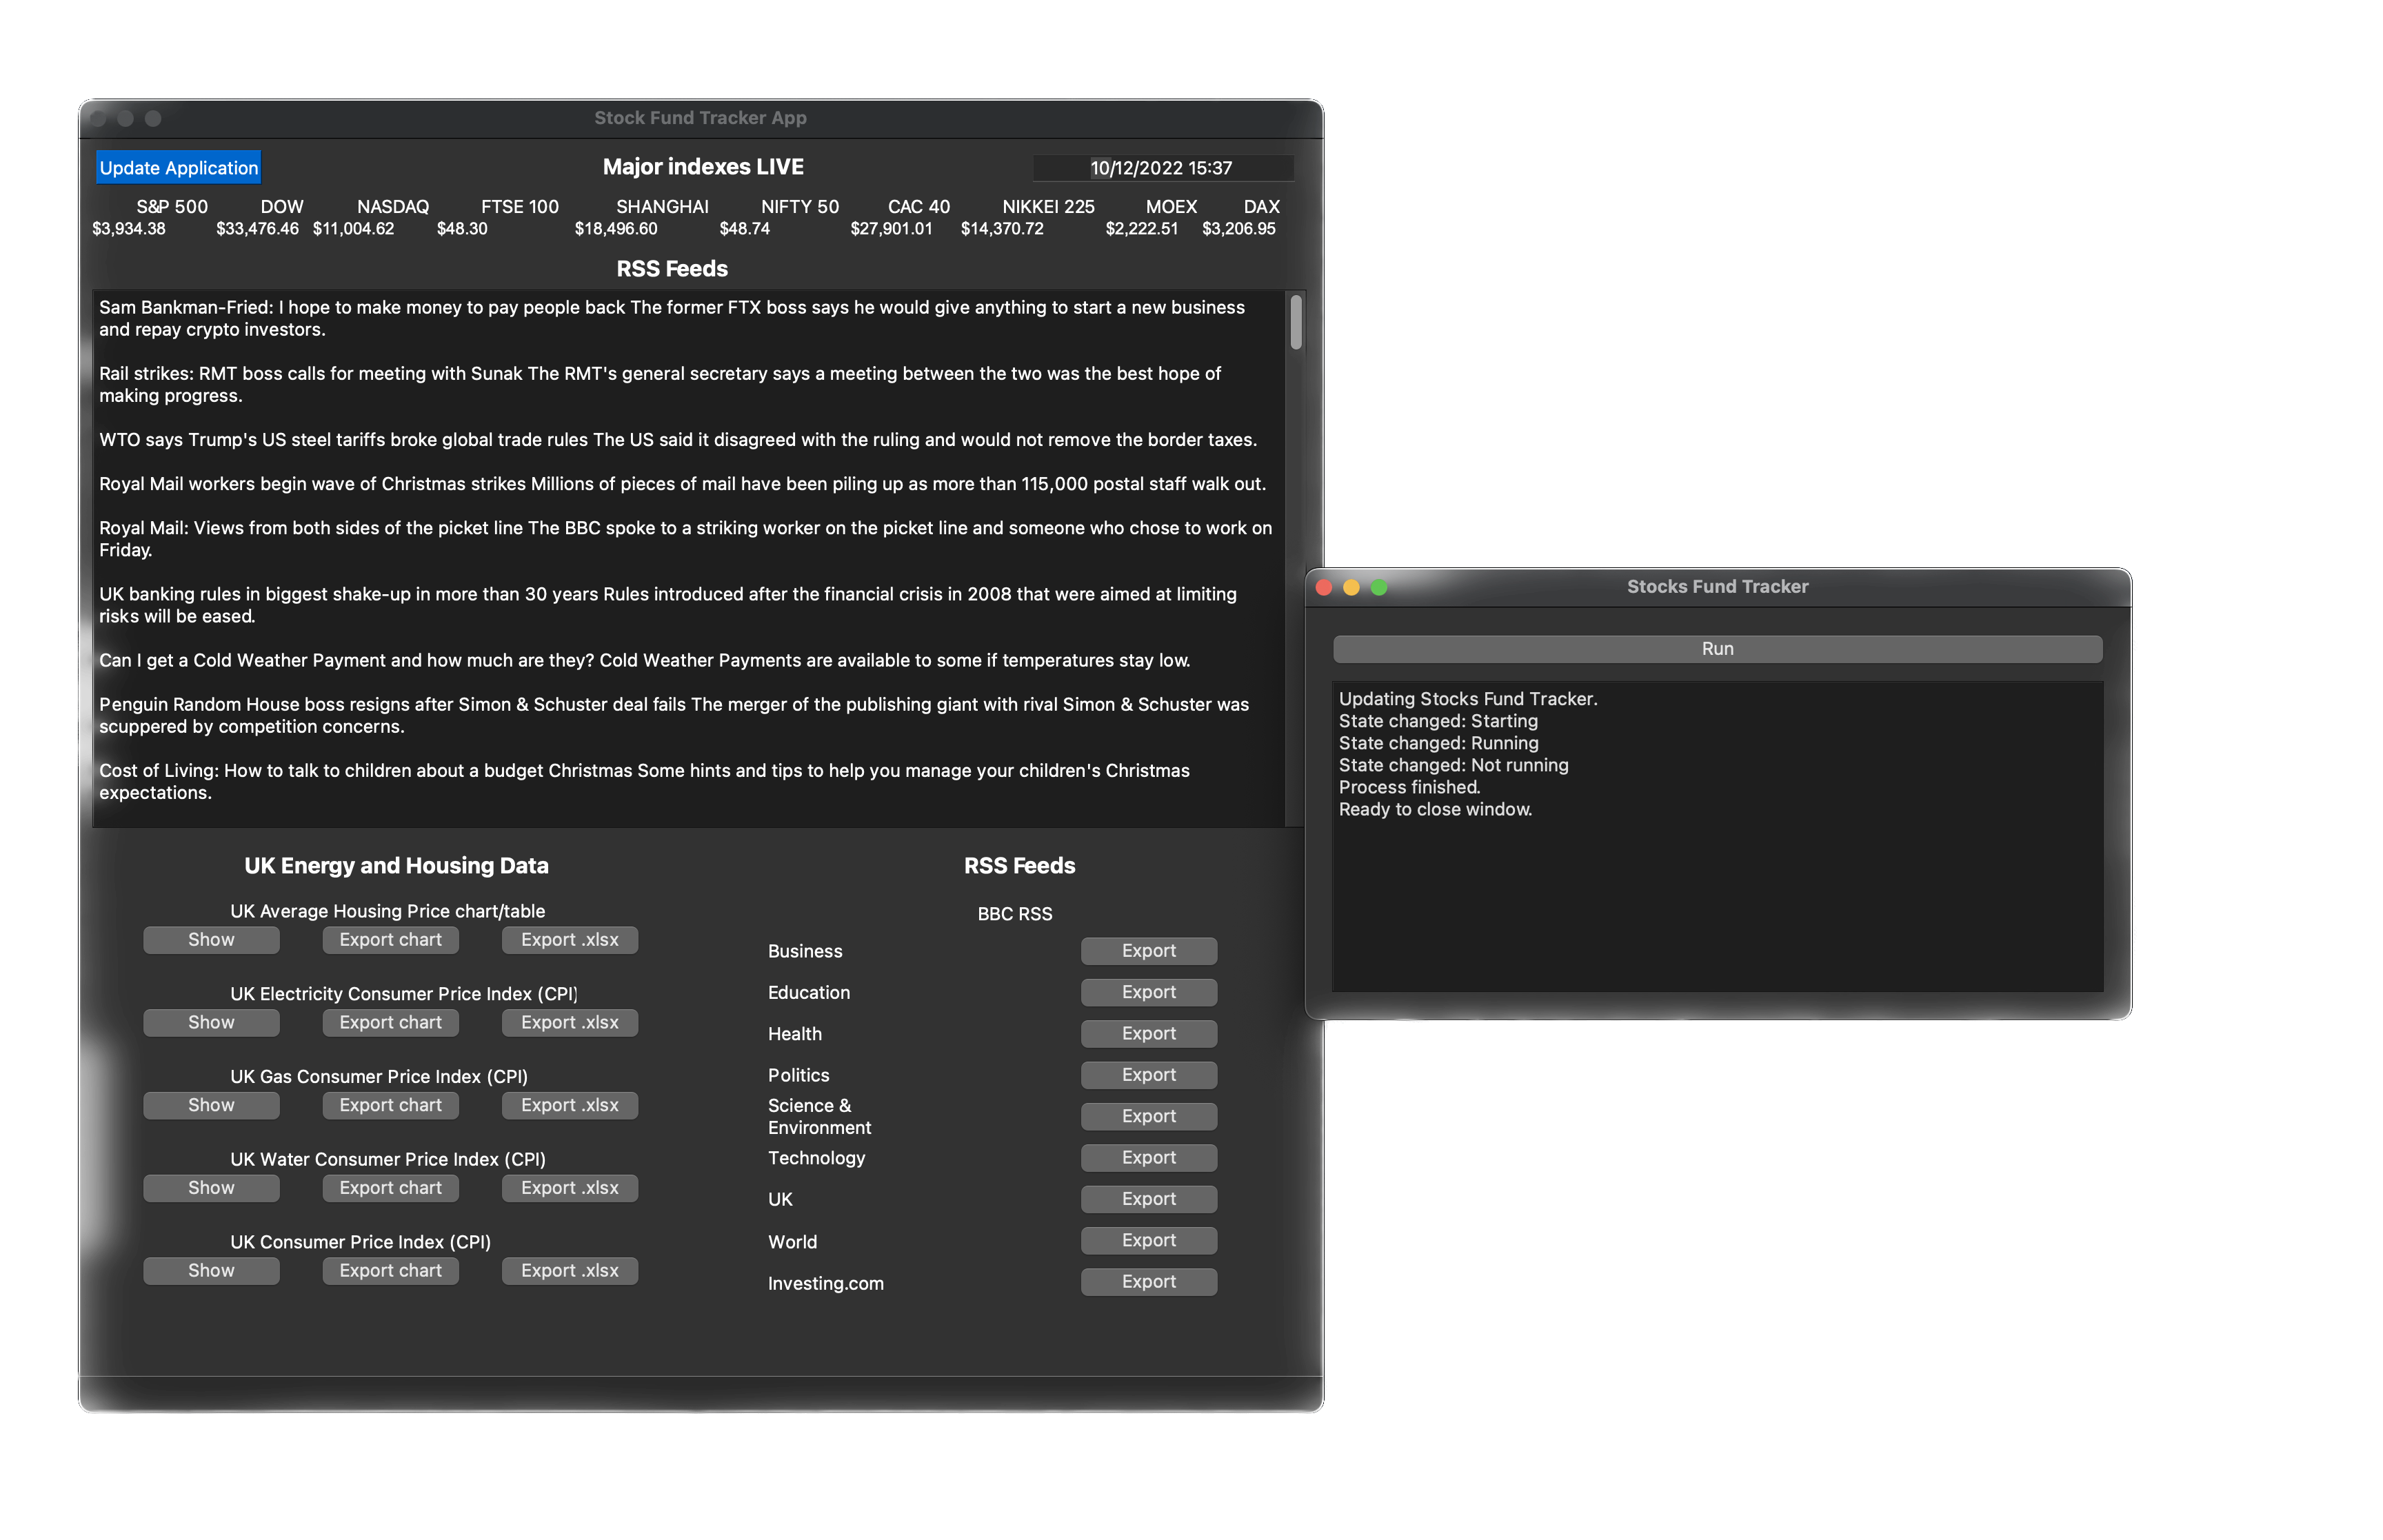 Stock Fund Tracker App
Update Application
Major indexes LIVE
10/12/2022 15:37
S&P 500 DOW NASDAQ FTSE 100 SHANGHAI NIFTY 50 CAC 40 NIKKEI 225 MOEX DAX
$3,934.38 $33,476.46 $11,004.62 $48.30 $18,496.60 $48.74 $27,901.01 $14,370.72 $2,222.51 $3,206.95
RSS Feeds
Sam Bankman-Fried: I hope to make money to pay people back The former FTX boss says he would give anything to start a new business
and repay crypto investors.
Rail strikes: RMT boss calls for meeting with Sunak The RMT's general secretary says a meeting between the two was the best hope of
making progress.
WTO says Trump's US steel tariffs broke global trade rules The US said it disagreed with the ruling and would not remove the border taxes.
Royal Mail workers begin wave of Christmas strikes Millions of pieces of mail have been piling up as more than 115,000 postal staff walk out.
Royal Mail: Views from both sides of the picket line The BBC spoke to a striking worker on the picket line and someone who chose to work on
Friday.
UK banking rules in biggest shake-up in more than 30 years Rules introduced after the financial crisis in 2008 that were aimed at limiting
risks will be eased.
Can I get a Cold Weather Payment and how much are they? Cold Weather Payments are available to some if temperatures stay low.
Penguin Random House boss resigns after Simon & Schuster deal fails The merger of the publishing giant with rival Simon & Schuster was
scuppered by competition concerns.
Cost of Living: How to talk to children about a budget Christmas Some hints and tips to help you manage your children's Christmas
expectations.
UK Energy and Housing Data
UK Average Housing Price chart/table
Show Export chart Export .xlsx
UK Electricity Consumer Price Index (CPI)
Show Export chart Export .xlsx
UK Gas Consumer Price Index (CPI)
Show Export chart Export .xlsx
UK Water Consumer Price Index (CPI)
Show Export chart Export .xlsx
UK Consumer Price Index (CPI)
Show Export chart Export .xlsx
RSS Feeds
BBC RSS
Business Export
Education Export
Health Export
Politics Export
Science &
Environment Export
Technology Export
UK Export
World Export
Investing.com Export
Stocks Fund Tracker
Run
Updating Stocks Fund Tracker.
State changed: Starting
State changed: Running
State changed: Not running
Process finished.
Ready to close window.